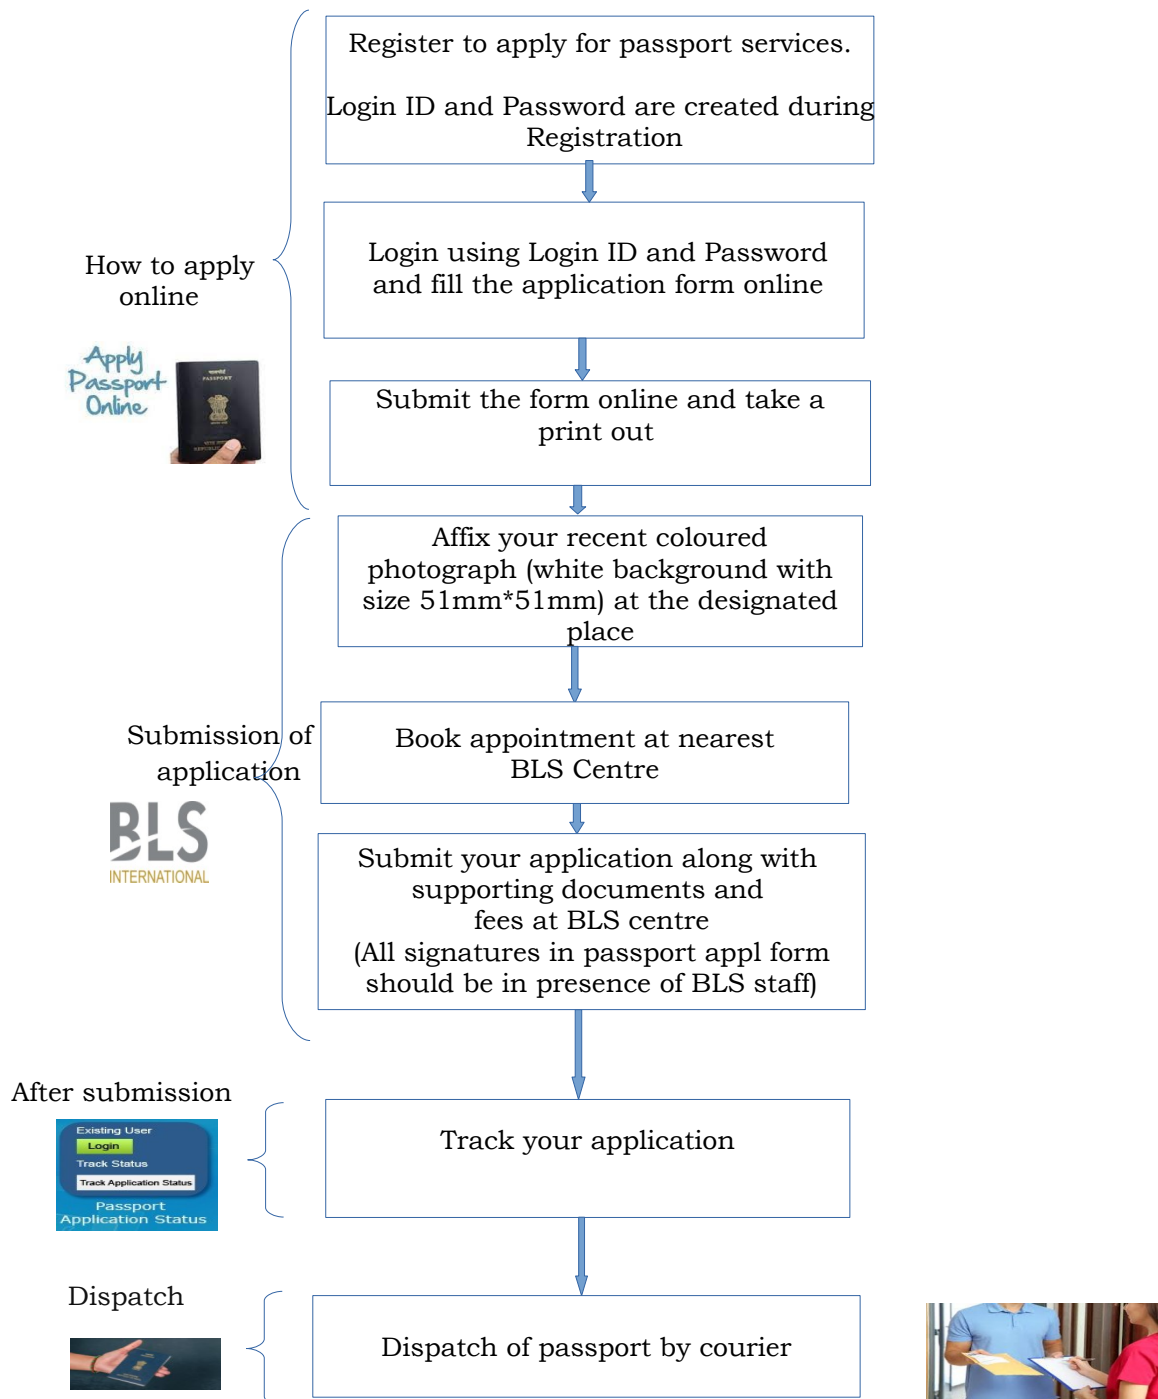 Register to apply for passport services.
Login ID and Password are created during
Registration
Login using Login ID and Password
and fill the application form online
How to apply
online
Apply
Passport
Online
PASSPORT
Submit the form online and take a
print out
Affix your recent coloured
photograph (white background with
size 51mm*51mm) at the designated
place
Submission of
application
BLS
INTERNATIONAL
Book appointment at nearest
BLS Centre
Submit your application along with
supporting documents and
fees at BLS centre
(All signatures in passport appl form
should be in presence of BLS staff)
After submission
Existing User
Login
Track Status
Track Application Status
Passport
Application Status
Track your application
Dispatch
Dispatch of passport by courier